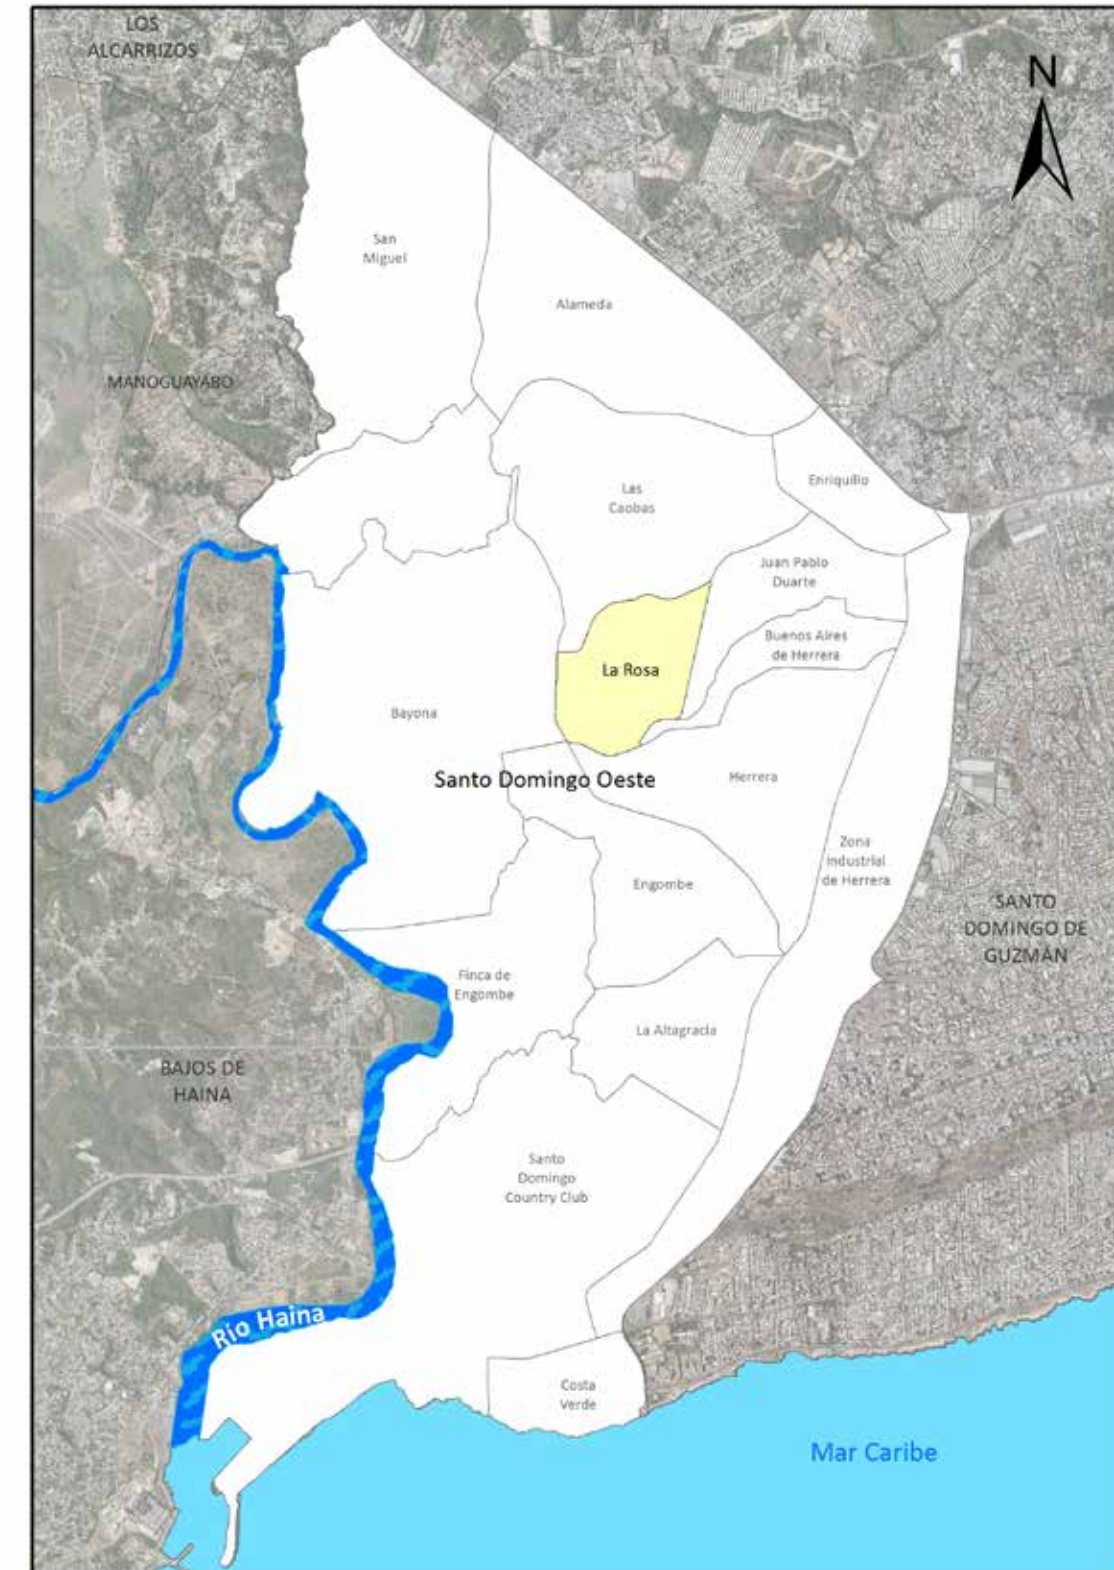 LOS
ALCARRIZOS
N
San
Miguel
Alameda
MANOGUAYABO
Enriquillo
Las
Caobas
Juan Pablo
Duarte
Buenos Aires
de Herrera
La Rosa
Bayona
Santo Domingo Oeste
Herrera
Zona
Industrial
de Herrera
Engombe
SANTO
DOMINGO DE
GUZMÁN
Finca de
Engombe
La Altagracia
BAJOS DE
HAINA
Santo
Domingo
Country Club
Río Haina
Costa
Verde
Mar Caribe